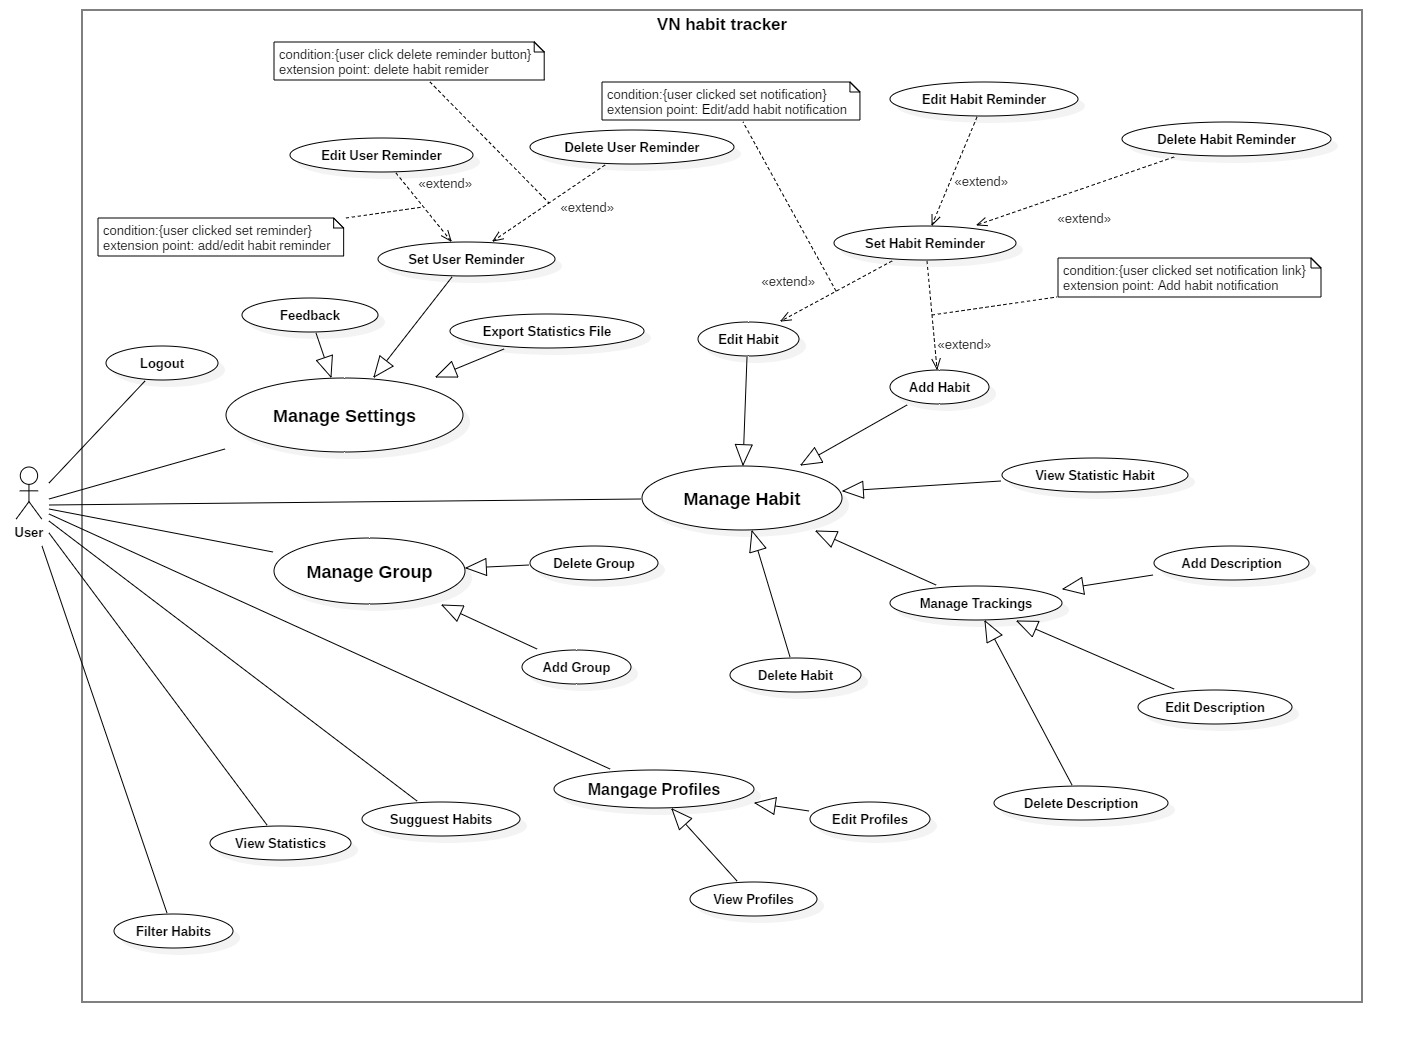 VN habit tracker
condition:{user click delete reminder button}
extension point: delete habit remider
condition:{user clicked set notification}
extension point: Edit/add habit notification
Edit Habit Reminder
Delete Habit Reminder
Delete User Reminder
Edit User Reminder
«extend»
«extend»
«extend»
«extend»
condition:{user clicked set reminder}
extension point: add/edit habit reminder
Set Habit Reminder
Set User Reminder
condition:{user clicked set notification link}
extension point: Add habit notification
«extend»
Feedback
Export Statistics File
Edit Habit
«extend»
Logout
Add Habit
Manage Settings
View Statistic Habit
Manage Habit
User
Delete Group
Add Description
Manage Group
Manage Trackings
Add Group
Delete Habit
Edit Description
Mangage Profiles
Delete Description
Sugguest Habits
Edit Profiles
View Statistics
View Profiles
Filter Habits